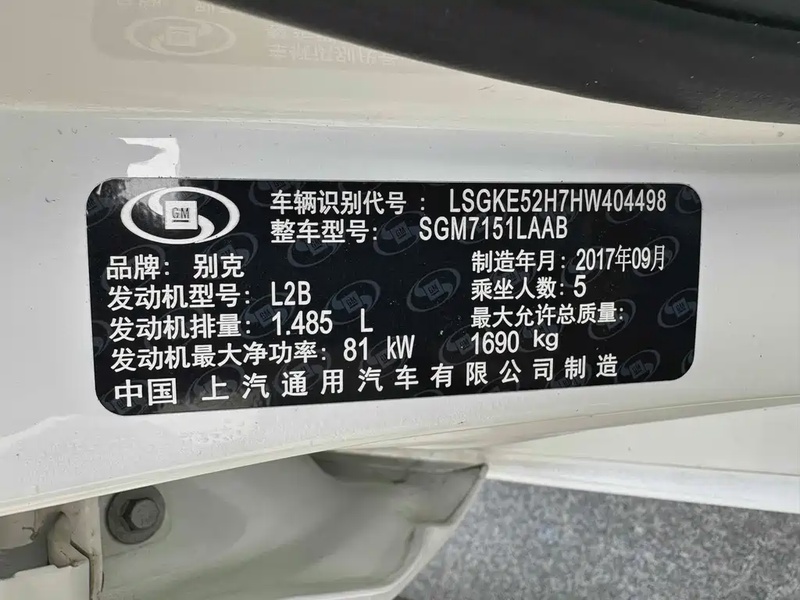 GM
车辆识别代号 : LSGKE52H7HW404498
整车型号: SGM7151LAAB
品牌: 别克
制造年月: 2017年09月
发动机型号: L2B
乘坐人数: 5
发动机排量: 1.485 L
最大允许总质量:
1690 kg
发动机最大净功率: 81 kW
中国 上汽通用汽车有限公司制造